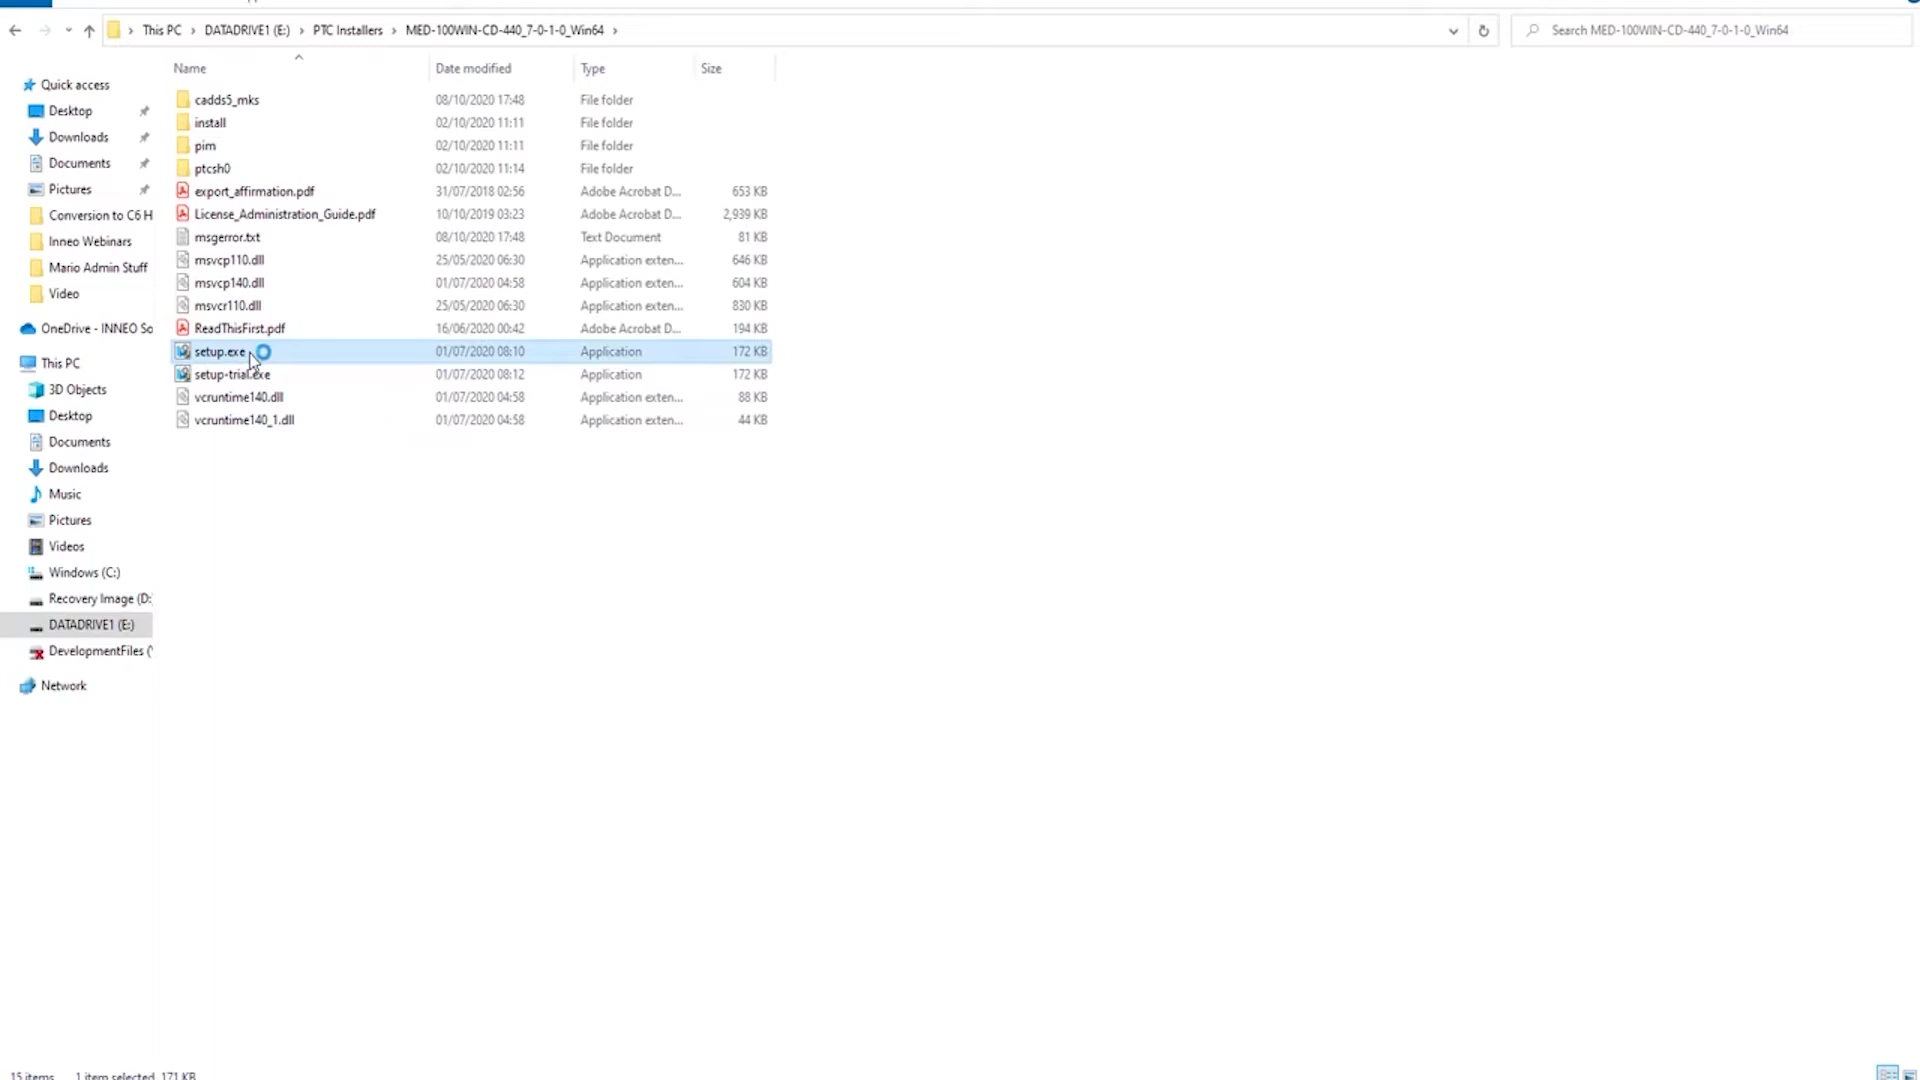 This PC > DATADRIVE1 (E:) > PTC Installers > MED-100WIN-CD-440_7-0-1-0_Win64 >
Search MED-100WIN-CD-440_7-0-1-0_Win64
Name Date modified Type Size
cadds5_mks 08/10/2020 17:48 File folder
install 02/10/2020 11:11 File folder
pim 02/10/2020 11:11 File folder
ptcsh0 02/10/2020 11:14 File folder
export_affirmation.pdf 31/07/2018 02:56 Adobe Acrobat D... 653 KB
License_Administration_Guide.pdf 10/10/2019 03:23 Adobe Acrobat D... 2,939 KB
msgerror.txt 08/10/2020 17:48 Text Document 81 KB
msvcp110.dll 25/05/2020 06:30 Application exten... 646 KB
msvcp140.dll 01/07/2020 04:58 Application exten... 604 KB
msvcr110.dll 25/05/2020 06:30 Application exten... 830 KB
ReadThisFirst.pdf 16/06/2020 00:42 Adobe Acrobat D... 194 KB
setup.exe 01/07/2020 08:10 Application 172 KB
setup-trial.exe 01/07/2020 08:12 Application 172 KB
vcruntime140.dll 01/07/2020 04:58 Application exten... 88 KB
vcruntime140_1.dll 01/07/2020 04:58 Application exten... 44 KB
Quick access
Desktop
Downloads
Documents
Pictures
Conversion to C6 H
Inneo Webinars
Mario Admin Stuff
Video
OneDrive - INNEO So
This PC
3D Objects
Desktop
Documents
Downloads
Music
Pictures
Videos
Windows (C:)
Recovery Image (D:
DATADRIVE1 (E:)
DevelopmentFiles (
Network
15 items 1 item selected 171 KB